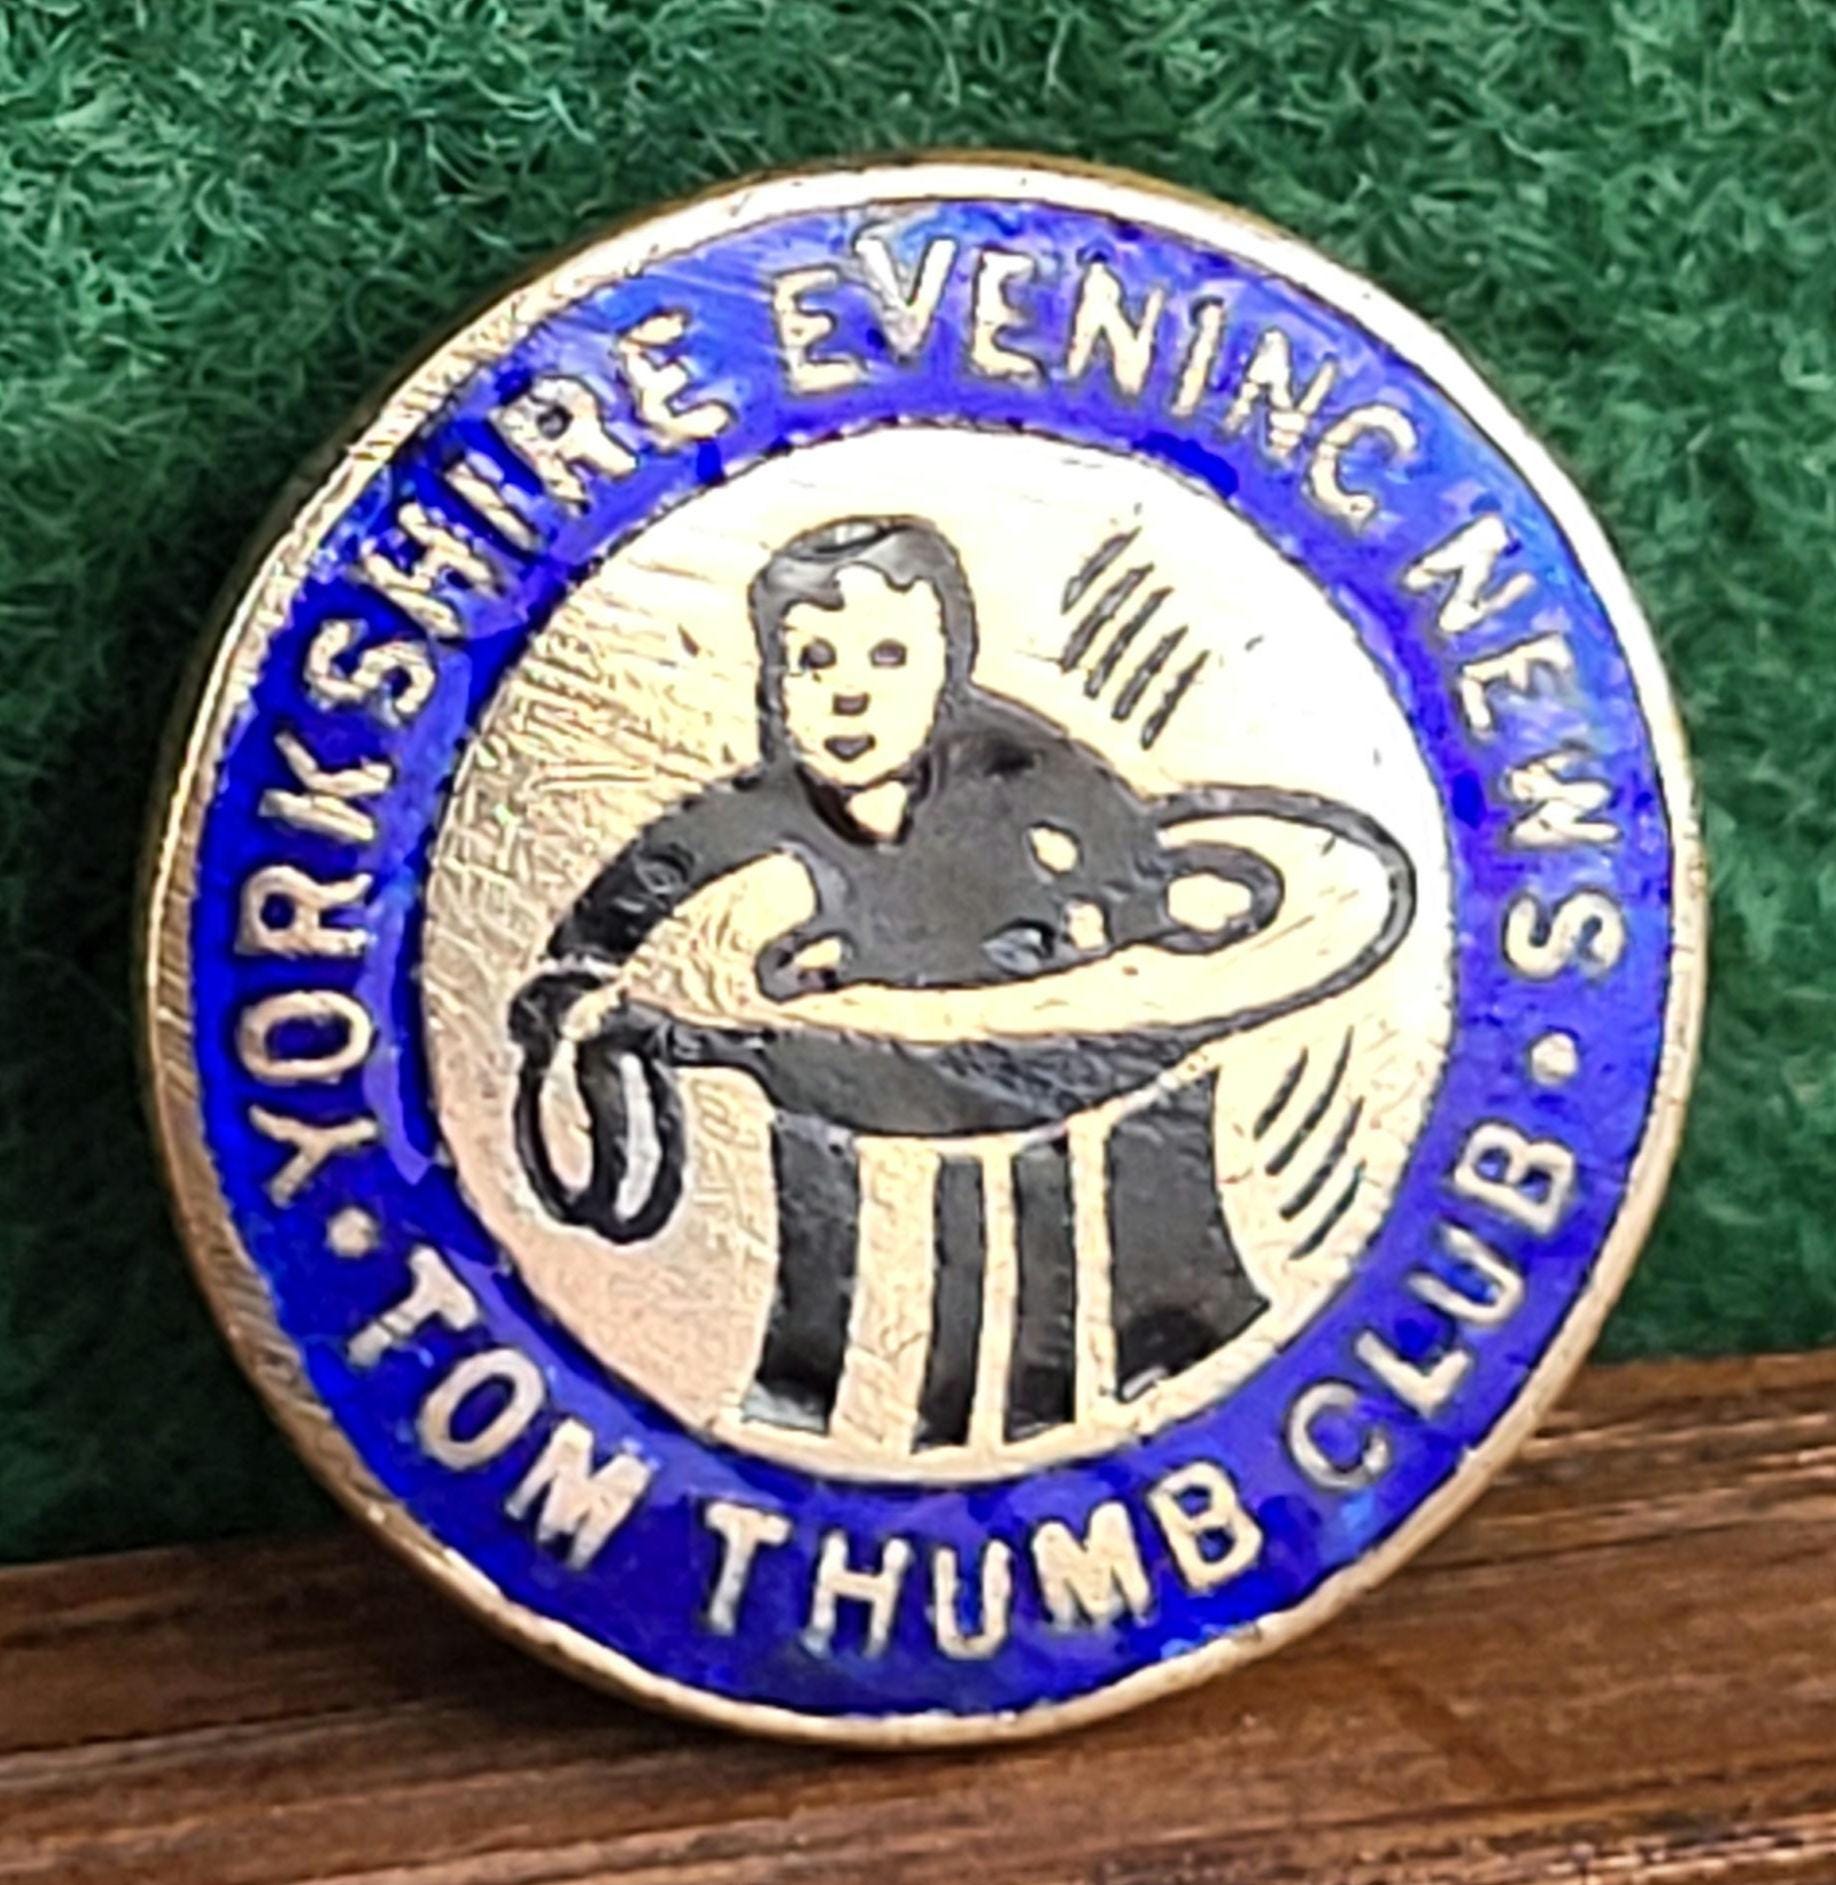 YORKSHIRE EVENING NEWS
• TOM THUMB CLUB •